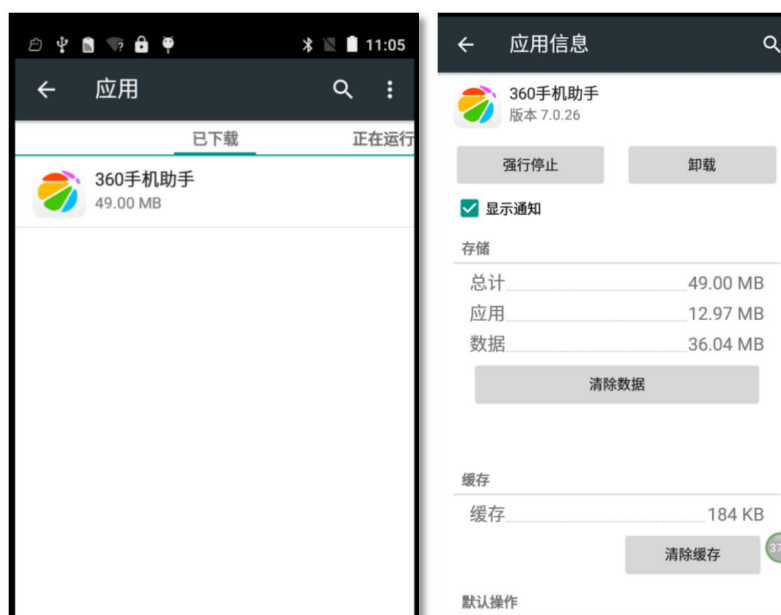 11:05
应用
已下载
正在运行
360手机助手
49.00 MB
应用信息
360手机助手
版本 7.0.26
强行停止
卸载
显示通知
存储
总计 49.00 MB
应用 12.97 MB
数据 36.04 MB
清除数据
缓存
缓存 184 KB
37
清除缓存
默认操作